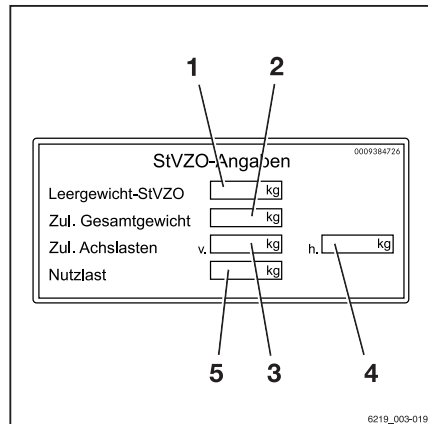 1 2
0009384726
StVZO-Angaben
Leergewicht-StVZO kg
Zul. Gesamtgewicht kg
Zul. Achslasten v. kg h. kg
Nutzlast kg
5 3 4
6219_003-019